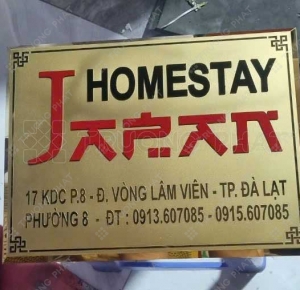 HOMESTAY
JAPAN
17 KDC P.8 - Đ. VÒNG LÂM VIÊN - TP. ĐÀ LẠT
PHƯỜNG 8 - ĐT : 0913.607085 - 0915.607085